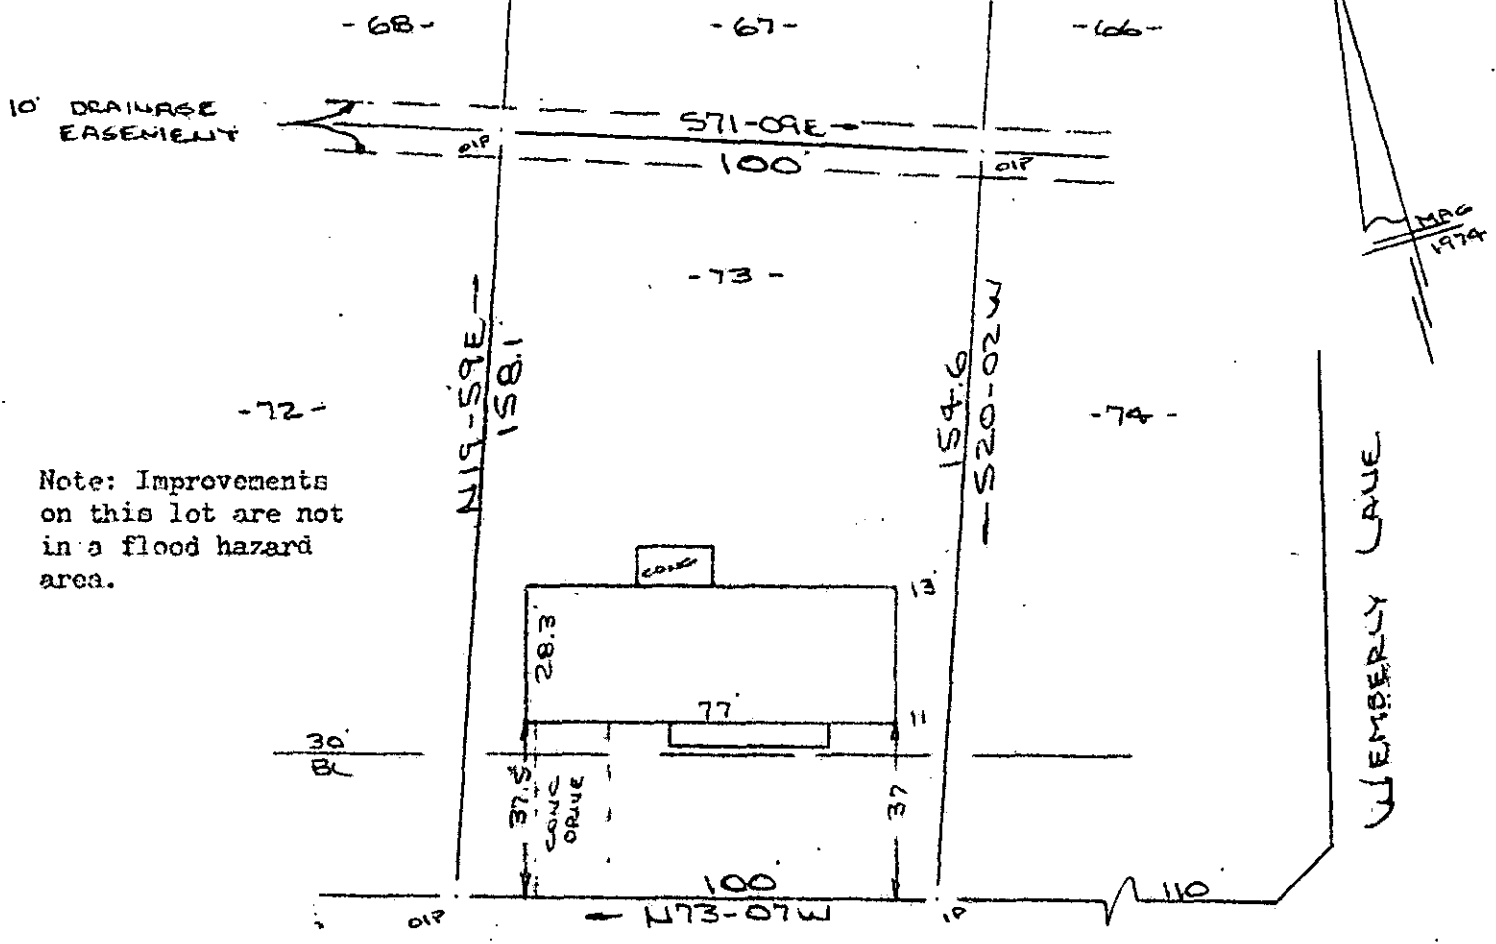 -68-
-67-
-66-
10' DRAINAGE
EASEMENT
S71-09E
100'
OIP
OIP
MAG
1974
-73-
N19-59E
158.1
154.6
S20-02W
-72-
-74-
Note: Improvements
on this lot are not
in a flood hazard
area.
WEMBERLY LANE
CONC
13'
28.3
77'
11
30'
BL
37.5
CONC
DRIVE
37
100'
N73-07W
OIP
IP
110'